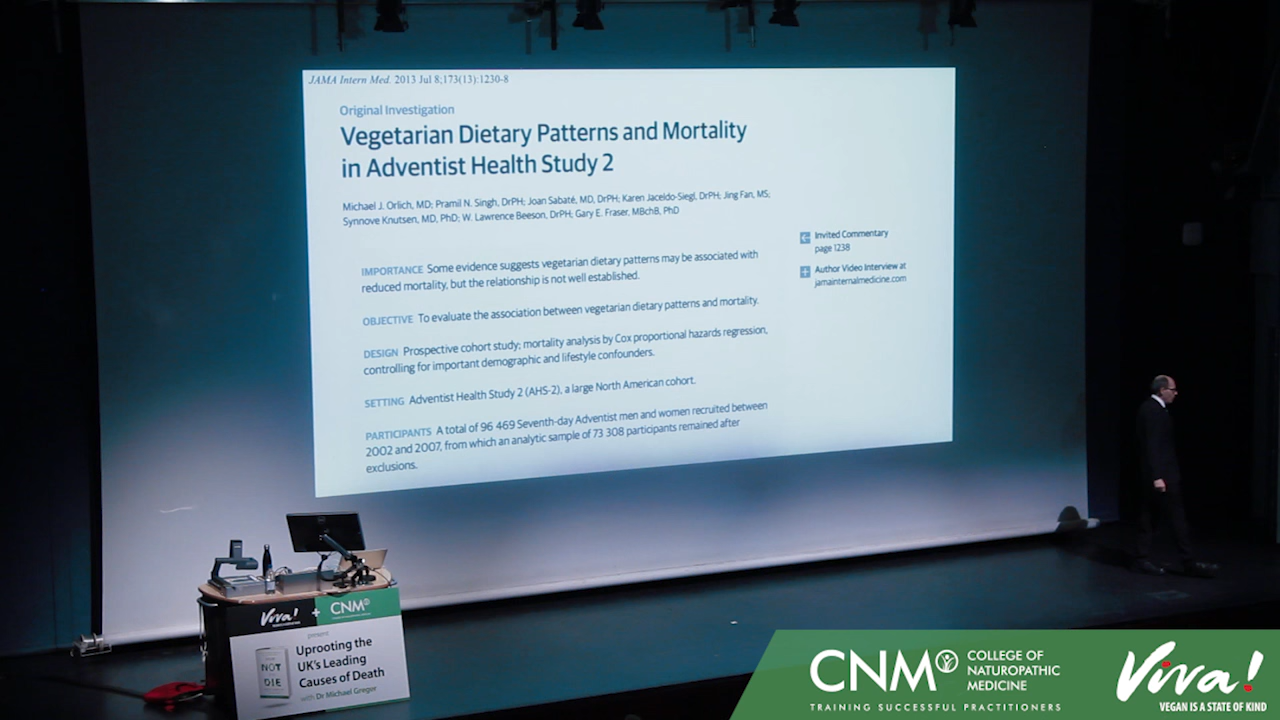 JAMA Intern Med. 2013 Jul 8;173(13):1230-8
Original Investigation
Vegetarian Dietary Patterns and Mortality
in Adventist Health Study 2
Michael J. Orlich, MD; Pramil N. Singh, DrPH; Joan Sabaté, MD, DrPH; Karen Jaceldo-Siegl, DrPH; Jing Fan, MS;
Synnove Knutsen, MD, PhD; W. Lawrence Beeson, DrPH; Gary E. Fraser, MBchB, PhD
Invited Commentary
page 1238
Author Video Interview at
jamainternalmedicine.com
IMPORTANCE Some evidence suggests vegetarian dietary patterns may be associated with
reduced mortality, but the relationship is not well established.
OBJECTIVE To evaluate the association between vegetarian dietary patterns and mortality.
DESIGN Prospective cohort study; mortality analysis by Cox proportional hazards regression,
controlling for important demographic and lifestyle confounders.
SETTING Adventist Health Study 2 (AHS-2), a large North American cohort.
PARTICIPANTS A total of 96 469 Seventh-day Adventist men and women recruited between
2002 and 2007, from which an analytic sample of 73 308 participants remained after
exclusions.
Viva! + CNM
present
Uprooting the
UK's Leading
Causes of Death
with Dr Michael Greger
NOT
DIE
CNM COLLEGE OF
NATUROPATHIC
MEDICINE
TRAINING SUCCESSFUL PRACTITIONERS
Viva!
VEGAN IS A STATE OF KIND